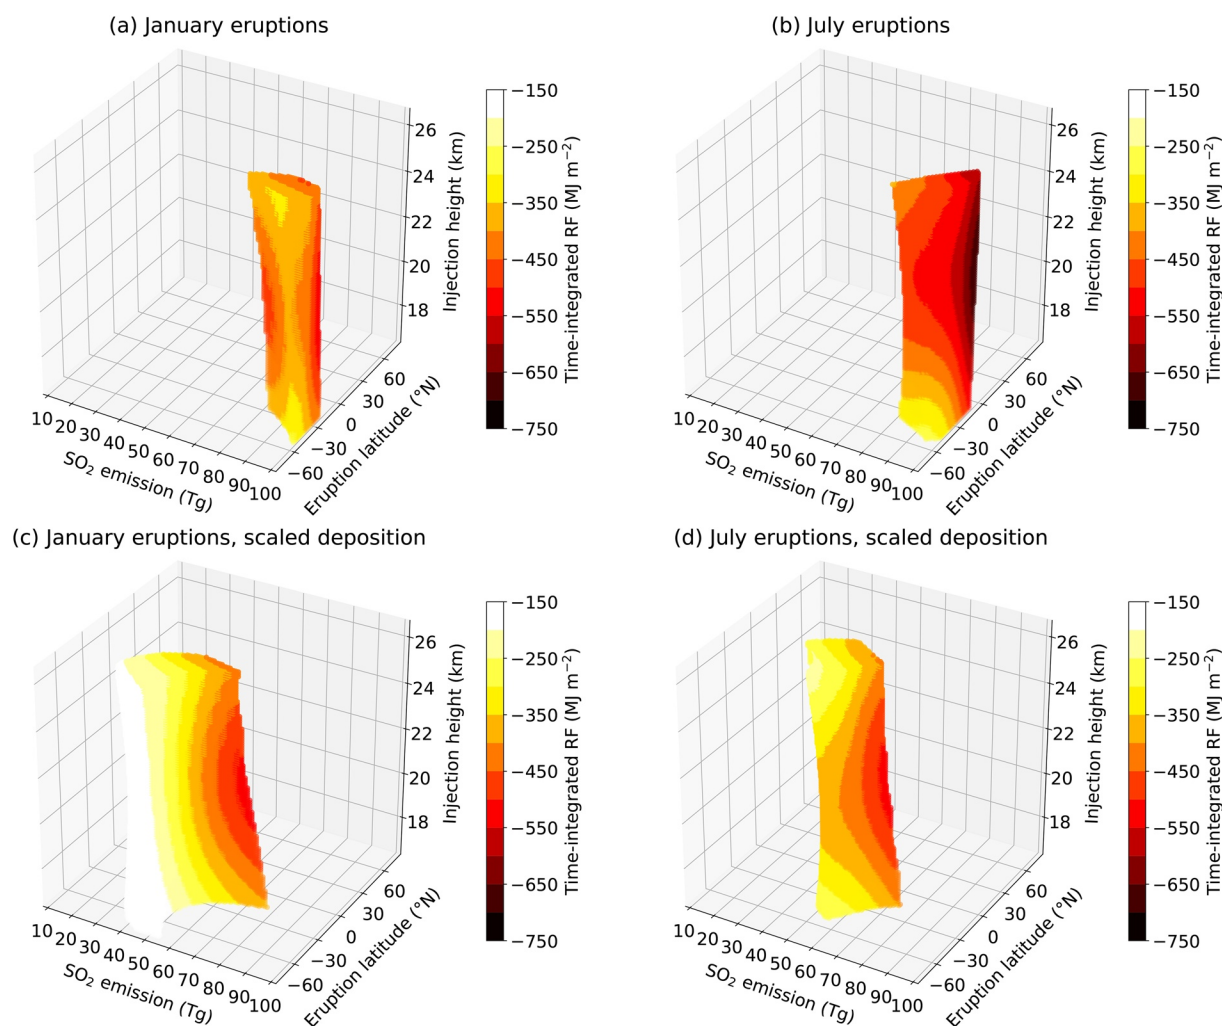 (a) January eruptions
−150
−250
−350
−450
−550
−650
−750
Time-integrated RF (MJ m⁻²)
26
24
22
20
18
Injection height (km)
60
30
0
−30
−60
Eruption latitude (°N)
10 20 30 40 50 60 70 80 90 100
SO₂ emission (Tg)
(b) July eruptions
−150
−250
−350
−450
−550
−650
−750
Time-integrated RF (MJ m⁻²)
26
24
22
20
18
Injection height (km)
60
30
0
−30
−60
Eruption latitude (°N)
10 20 30 40 50 60 70 80 90 100
SO₂ emission (Tg)
(c) January eruptions, scaled deposition
−150
−250
−350
−450
−550
−650
−750
Time-integrated RF (MJ m⁻²)
26
24
22
20
18
Injection height (km)
60
30
0
−30
−60
Eruption latitude (°N)
10 20 30 40 50 60 70 80 90 100
SO₂ emission (Tg)
(d) July eruptions, scaled deposition
−150
−250
−350
−450
−550
−650
−750
Time-integrated RF (MJ m⁻²)
26
24
22
20
18
Injection height (km)
60
30
0
−30
−60
Eruption latitude (°N)
10 20 30 40 50 60 70 80 90 100
SO₂ emission (Tg)